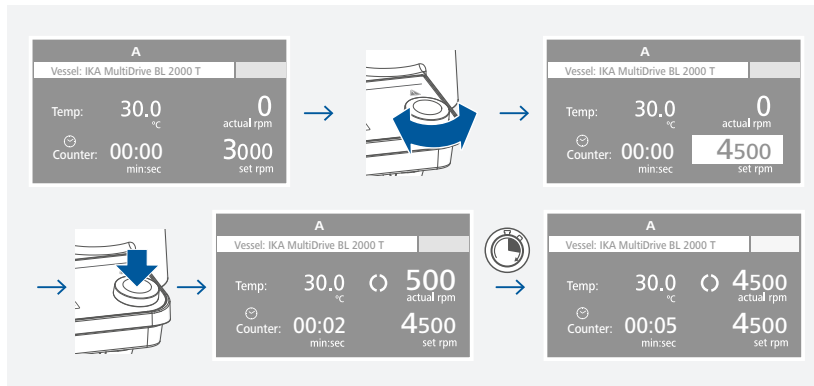 A
Vessel: IKA MultiDrive BL 2000 T
Temp: 30.0 0
°C actual rpm
Counter: 00:00 3000
min:sec set rpm
A
Vessel: IKA MultiDrive BL 2000 T
Temp: 30.0 0
°C actual rpm
Counter: 00:00 4500
min:sec set rpm
A
Vessel: IKA MultiDrive BL 2000 T
Temp: 30.0 500
°C actual rpm
Counter: 00:02 4500
min:sec set rpm
A
Vessel: IKA MultiDrive BL 2000 T
Temp: 30.0 4500
°C actual rpm
Counter: 00:05 4500
min:sec set rpm